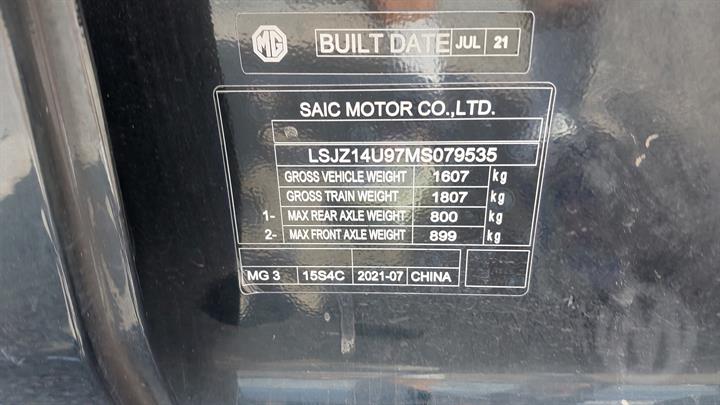 MG BUILT DATE JUL 21
SAIC MOTOR CO.,LTD.
LSJZ14U97MS079535
GROSS VEHICLE WEIGHT 1607 kg
GROSS TRAIN WEIGHT 1807 kg
1- MAX REAR AXLE WEIGHT 800 kg
2- MAX FRONT AXLE WEIGHT 899 kg
MG 3 15S4C 2021-07 CHINA
M